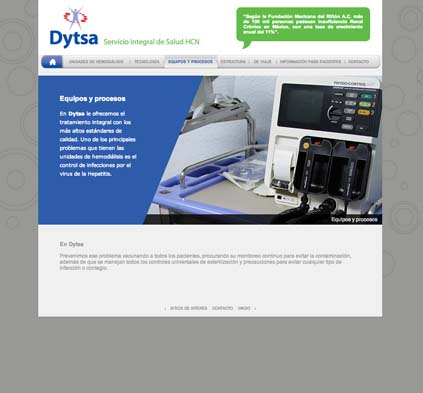 "Según la Fundación Mexicana del Riñón A.C. más
de 100 mil personas padecen Insuficiencia Renal
Crónica en México, con una tasa de crecimiento
anual del 11%".
Dytsa Servicio Integral de Salud HCN
UNIDADES DE HEMODIÁLISIS | TECNOLOGÍA | EQUIPOS Y PROCESOS | ESTRUCTURA | DE VIAJE | INFORMACIÓN PARA PACIENTES | CONTACTO
Equipos y procesos
En Dytsa le ofrecemos el
tratamiento integral con los
más altos estándares de
calidad. Uno de los principales
problemas que tienen las
unidades de hemodiálisis es el
control de infecciones por el
virus de la Hepatitis.
PHYSIO-CONTROL
Equipos y procesos
En Dytsa
Prevenimos ese problema vacunando a todos los pacientes, procurando su monitoreo continuo para evitar la contaminación,
además de que se manejan todos los controles universales de esterilización y precauciones para evitar cualquier tipo de
infección o contagio.
SITIOS DE INTERÉS CONTACTO INICIO